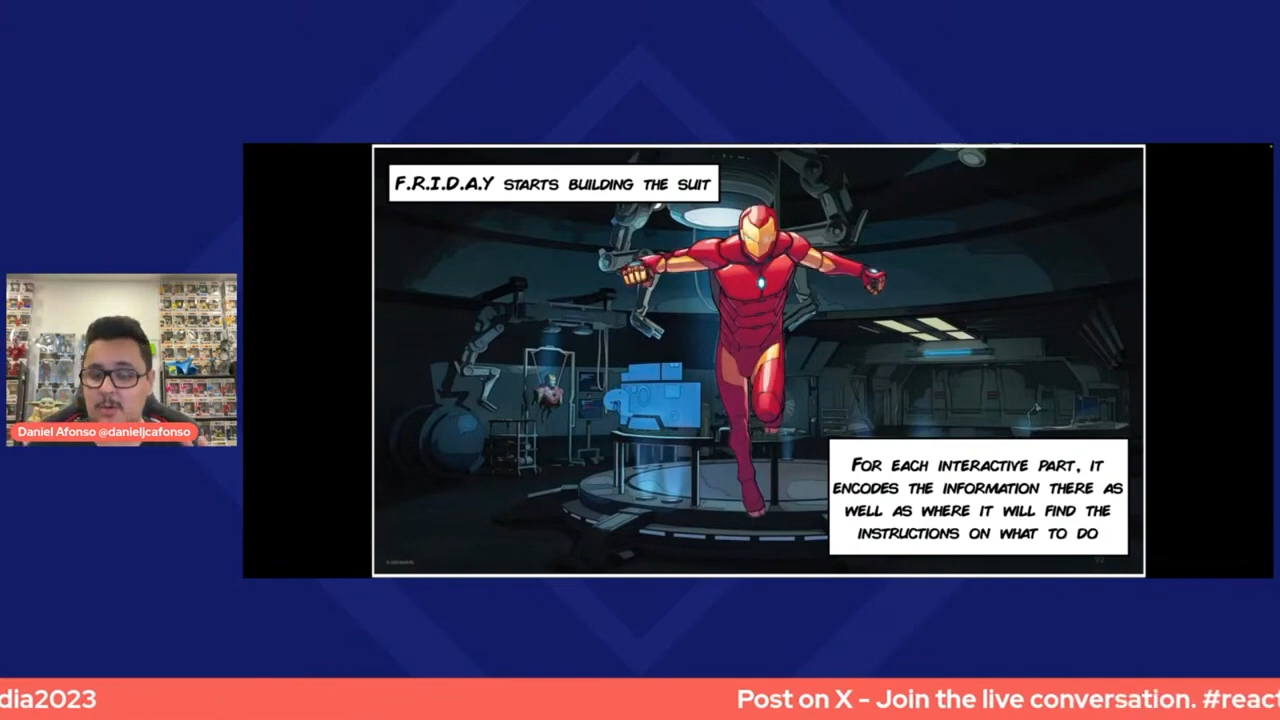 F.R.I.D.A.Y STARTS BUILDING THE SUIT
FOR EACH INTERACTIVE PART, IT
ENCODES THE INFORMATION THERE AS
WELL AS WHERE IT WILL FIND THE
INSTRUCTIONS ON WHAT TO DO
Daniel Afonso @danieljcafonso
dia2023
Post on X - Join the live conversation. #react